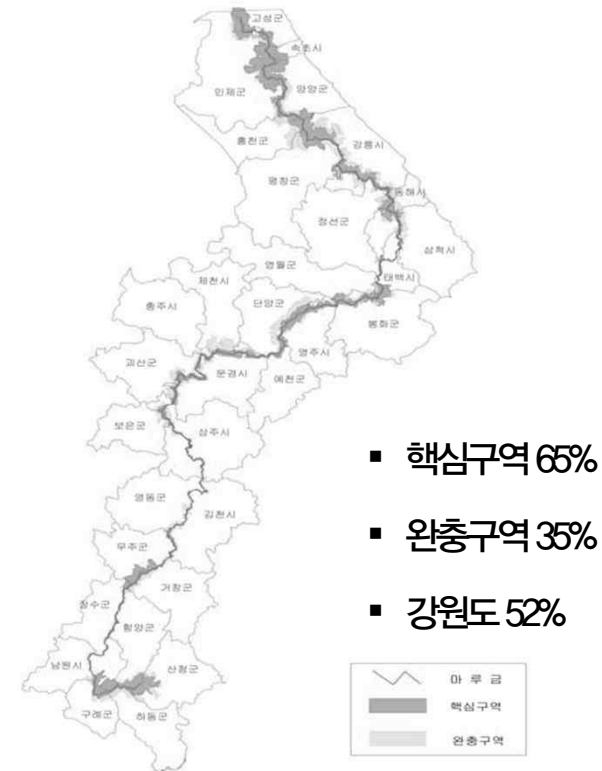 고성군
속초시
인제군
양양군
홍천군
강릉시
평창군
동해시
정선군
삼척시
영월군
태백시
제천시
단양군
충주시
봉화군
영주시
괴산군
문경시
예천군
보은군
상주시
영동군
김천시
무주군
거창군
장수군
함양군
남원시
산청군
구례군
하동군
▪ 핵심구역 65%
▪ 완충구역 35%
▪ 강원도 52%
마 루 금
핵심구역
완충구역